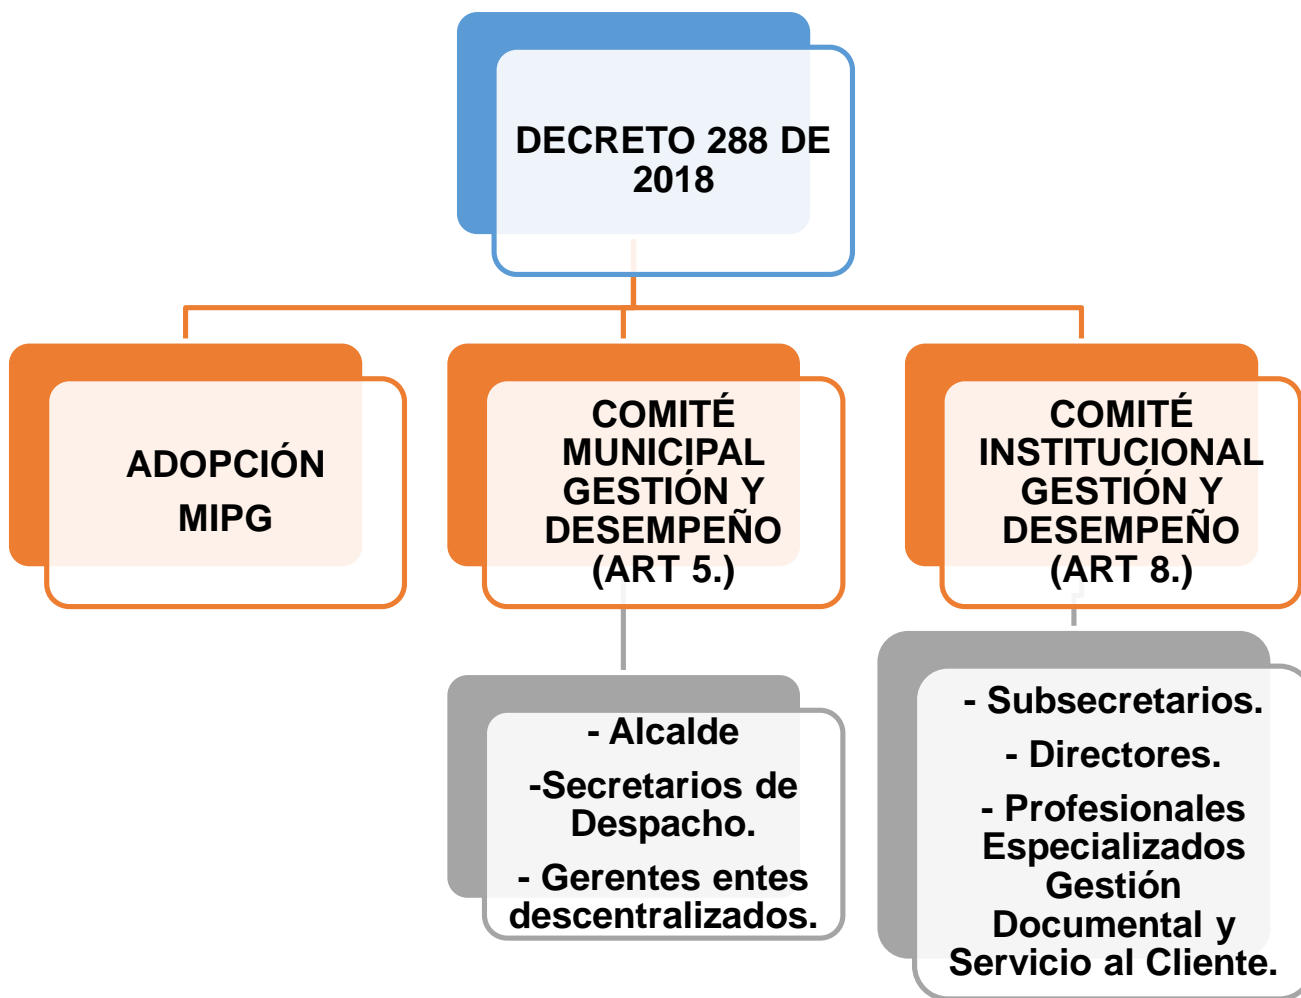 DECRETO 288 DE
2018
ADOPCIÓN
MIPG
COMITÉ
MUNICIPAL
GESTIÓN Y
DESEMPEÑO
(ART 5.)
COMITÉ
INSTITUCIONAL
GESTIÓN Y
DESEMPEÑO
(ART 8.)
- Alcalde
-Secretarios de
Despacho.
- Gerentes entes
descentralizados.
- Subsecretarios.
- Directores.
- Profesionales
Especializados
Gestión
Documental y
Servicio al Cliente.